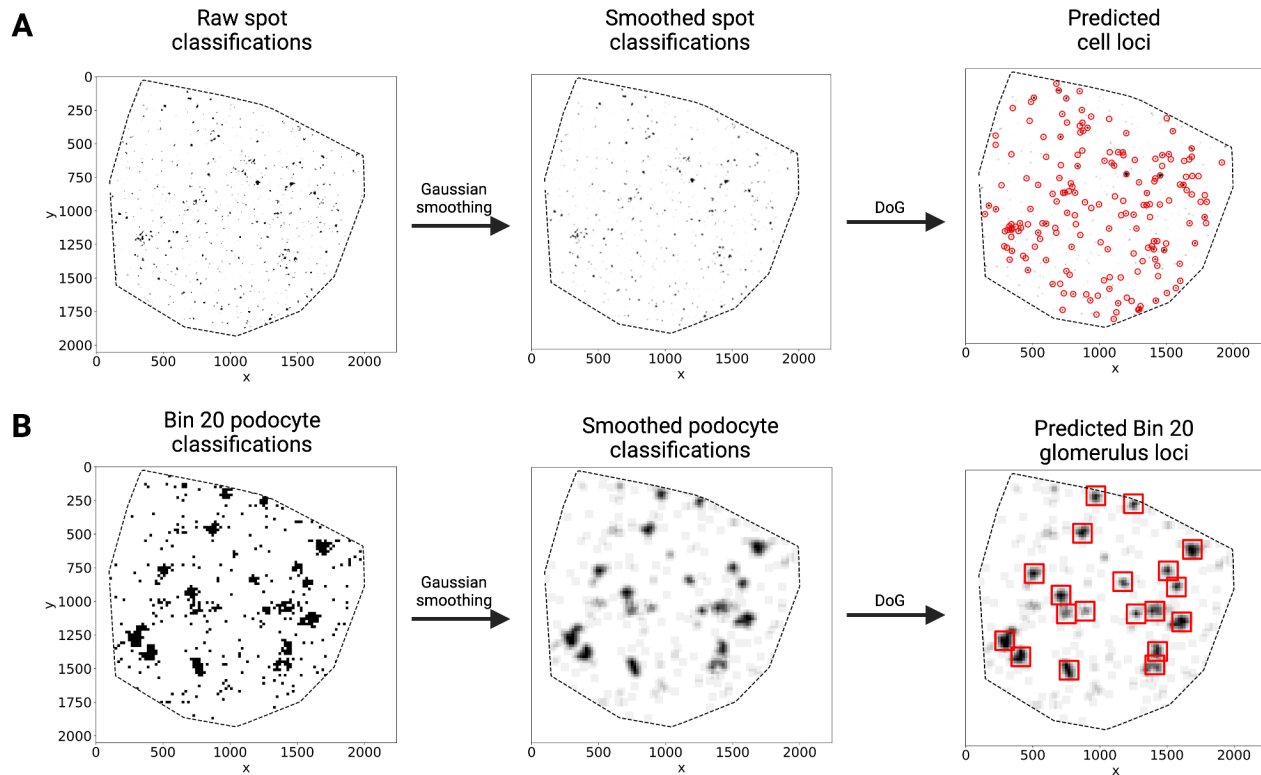 A
Raw spot
classifications
Smoothed spot
classifications
Predicted
cell loci
0
250
500
750
1000
1250
1500
1750
2000
y
0 500 1000 1500 2000
x
Gaussian
smoothing
0 500 1000 1500 2000
x
DoG
0 500 1000 1500 2000
x
B
Bin 20 podocyte
classifications
Smoothed podocyte
classifications
Predicted Bin 20
glomerulus loci
0
250
500
750
1000
1250
1500
1750
2000
y
0 500 1000 1500 2000
x
Gaussian
smoothing
0 500 1000 1500 2000
x
DoG
0 500 1000 1500 2000
x